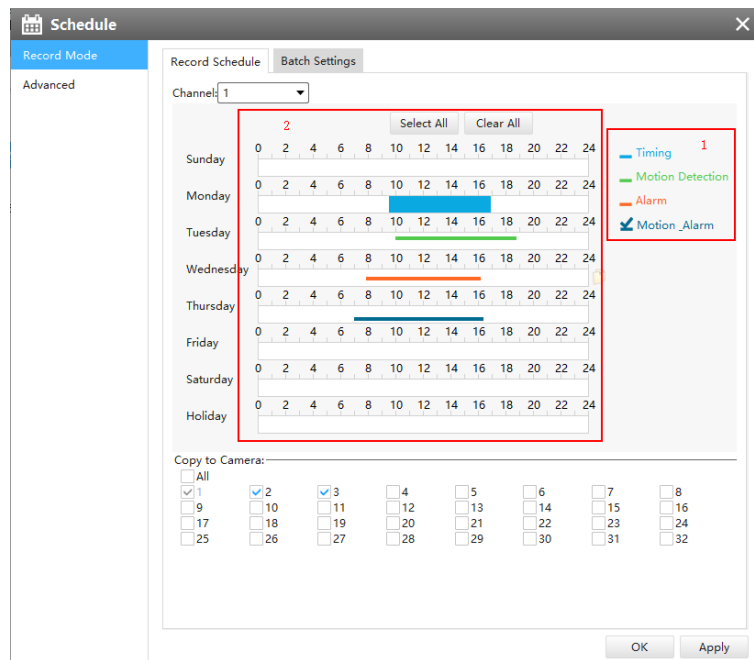 Schedule
Record Mode
Advanced
Record Schedule Batch Settings
Channel: 1
2
Select All Clear All
0 2 4 6 8 10 12 14 16 18 20 22 24
Sunday
0 2 4 6 8 10 12 14 16 18 20 22 24
Monday
0 2 4 6 8 10 12 14 16 18 20 22 24
Tuesday
0 2 4 6 8 10 12 14 16 18 20 22 24
Wednesday
0 2 4 6 8 10 12 14 16 18 20 22 24
Thursday
0 2 4 6 8 10 12 14 16 18 20 22 24
Friday
0 2 4 6 8 10 12 14 16 18 20 22 24
Saturday
0 2 4 6 8 10 12 14 16 18 20 22 24
Holiday
1
Timing
Motion Detection
Alarm
Motion _Alarm
Copy to Camera:
All
1 2 3 4 5 6 7 8
9 10 11 12 13 14 15 16
17 18 19 20 21 22 23 24
25 26 27 28 29 30 31 32
OK Apply